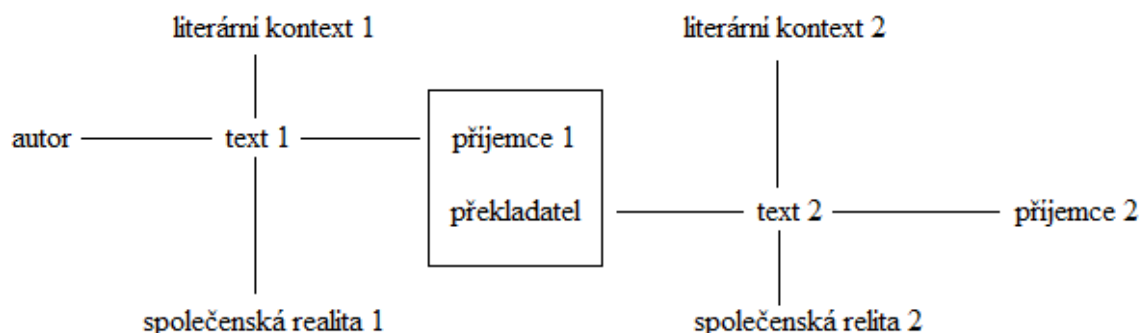 literární kontext 1
literární kontext 2
autor
text 1
příjemce 1
překladatel
text 2
příjemce 2
společenská realita 1
společenská relita 2